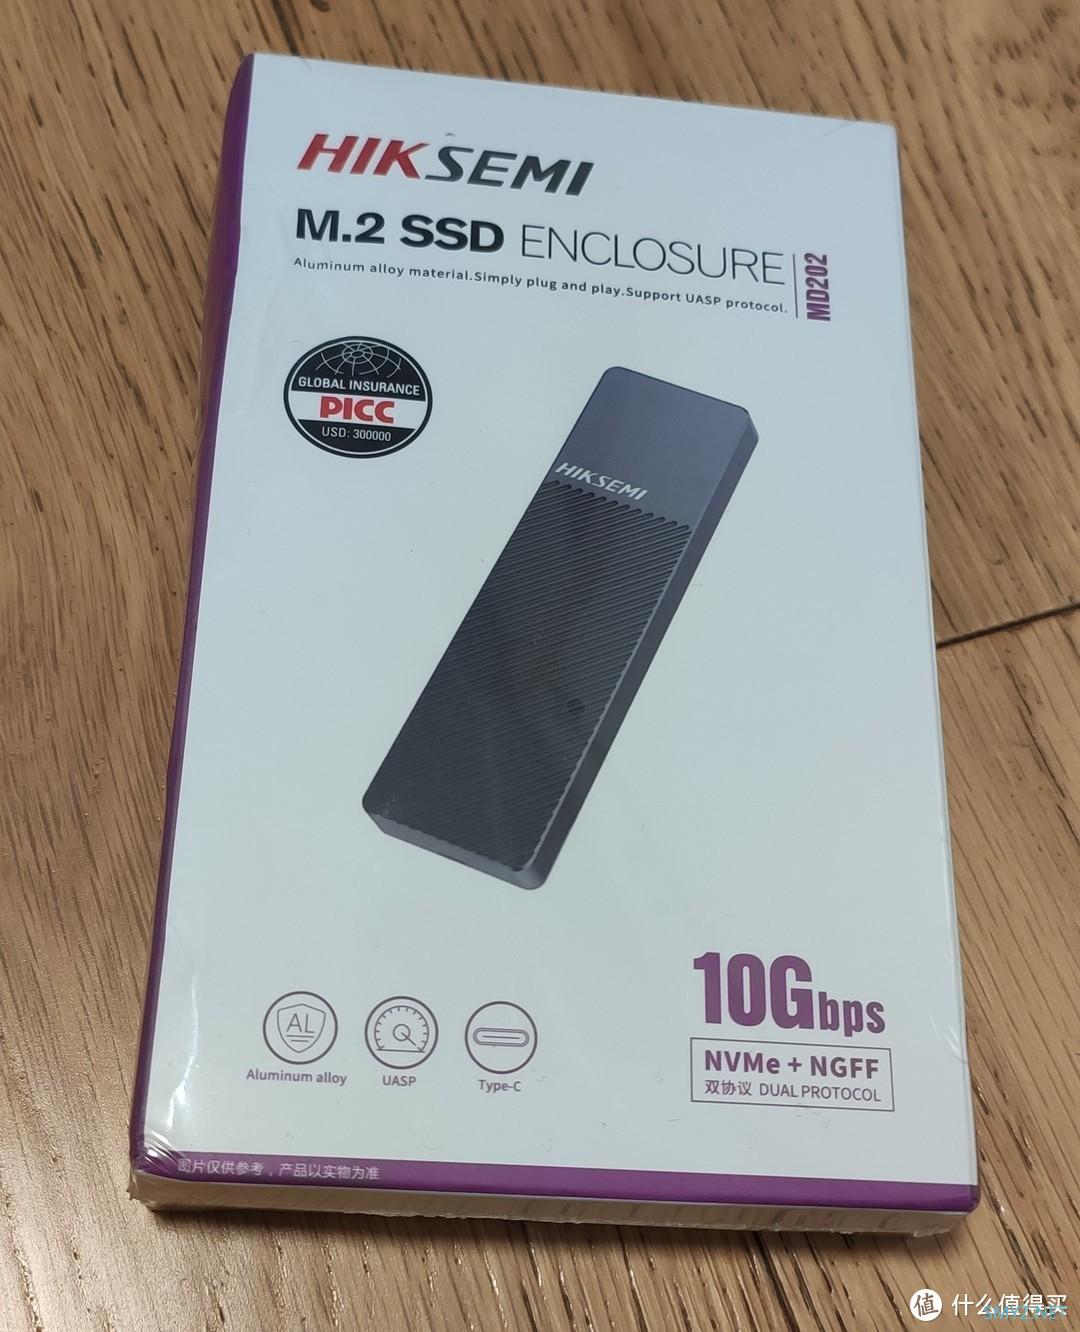 HIKSEMI
M.2 SSD ENCLOSURE
MD202
Aluminum alloy material.Simply plug and play.Support UASP protocol.
GLOBAL INSURANCE
PICC
USD: 300000
HIKSEMI
10Gbps
NVMe + NGFF
双协议 DUAL PROTOCOL
AL
Aluminum alloy
UASP
Type-C
图片仅供参考，产品以实物为准
值 什么值得买